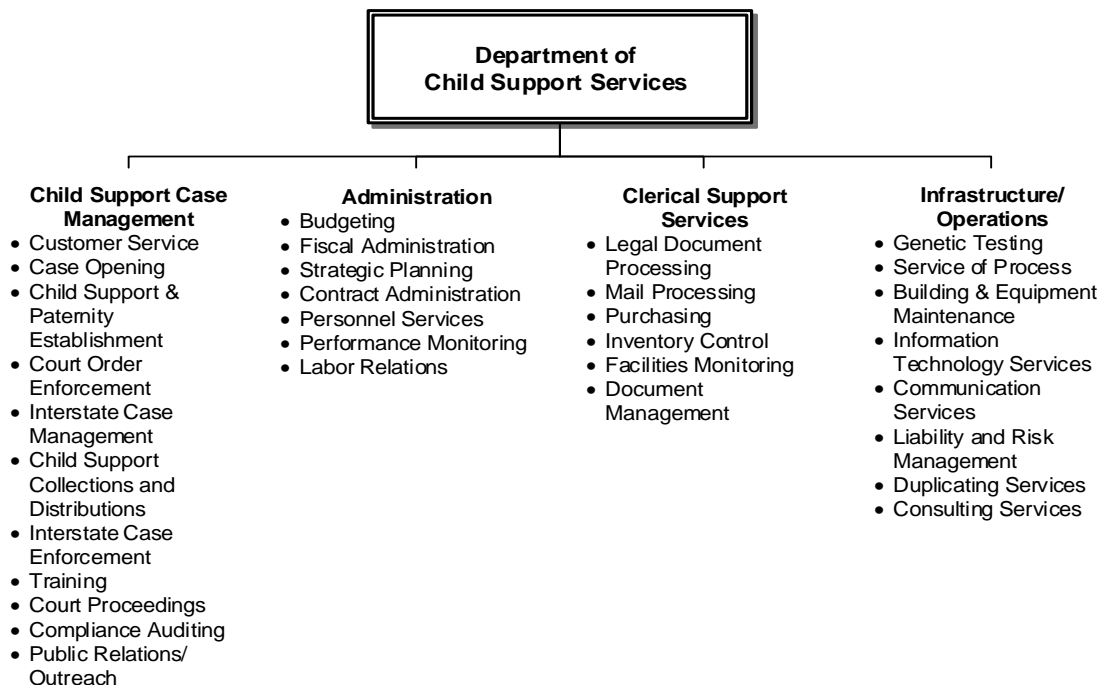 Department of
Child Support Services
Child Support Case
Management
• Customer Service
• Case Opening
• Child Support &
Paternity
Establishment
• Court Order
Enforcement
• Interstate Case
Management
• Child Support
Collections and
Distributions
• Interstate Case
Enforcement
• Training
• Court Proceedings
• Compliance Auditing
• Public Relations/
Outreach
Administration
• Budgeting
• Fiscal Administration
• Strategic Planning
• Contract Administration
• Personnel Services
• Performance Monitoring
• Labor Relations
Clerical Support
Services
• Legal Document
Processing
• Mail Processing
• Purchasing
• Inventory Control
• Facilities Monitoring
• Document
Management
Infrastructure/
Operations
• Genetic Testing
• Service of Process
• Building & Equipment
Maintenance
• Information
Technology Services
• Communication
Services
• Liability and Risk
Management
• Duplicating Services
• Consulting Services